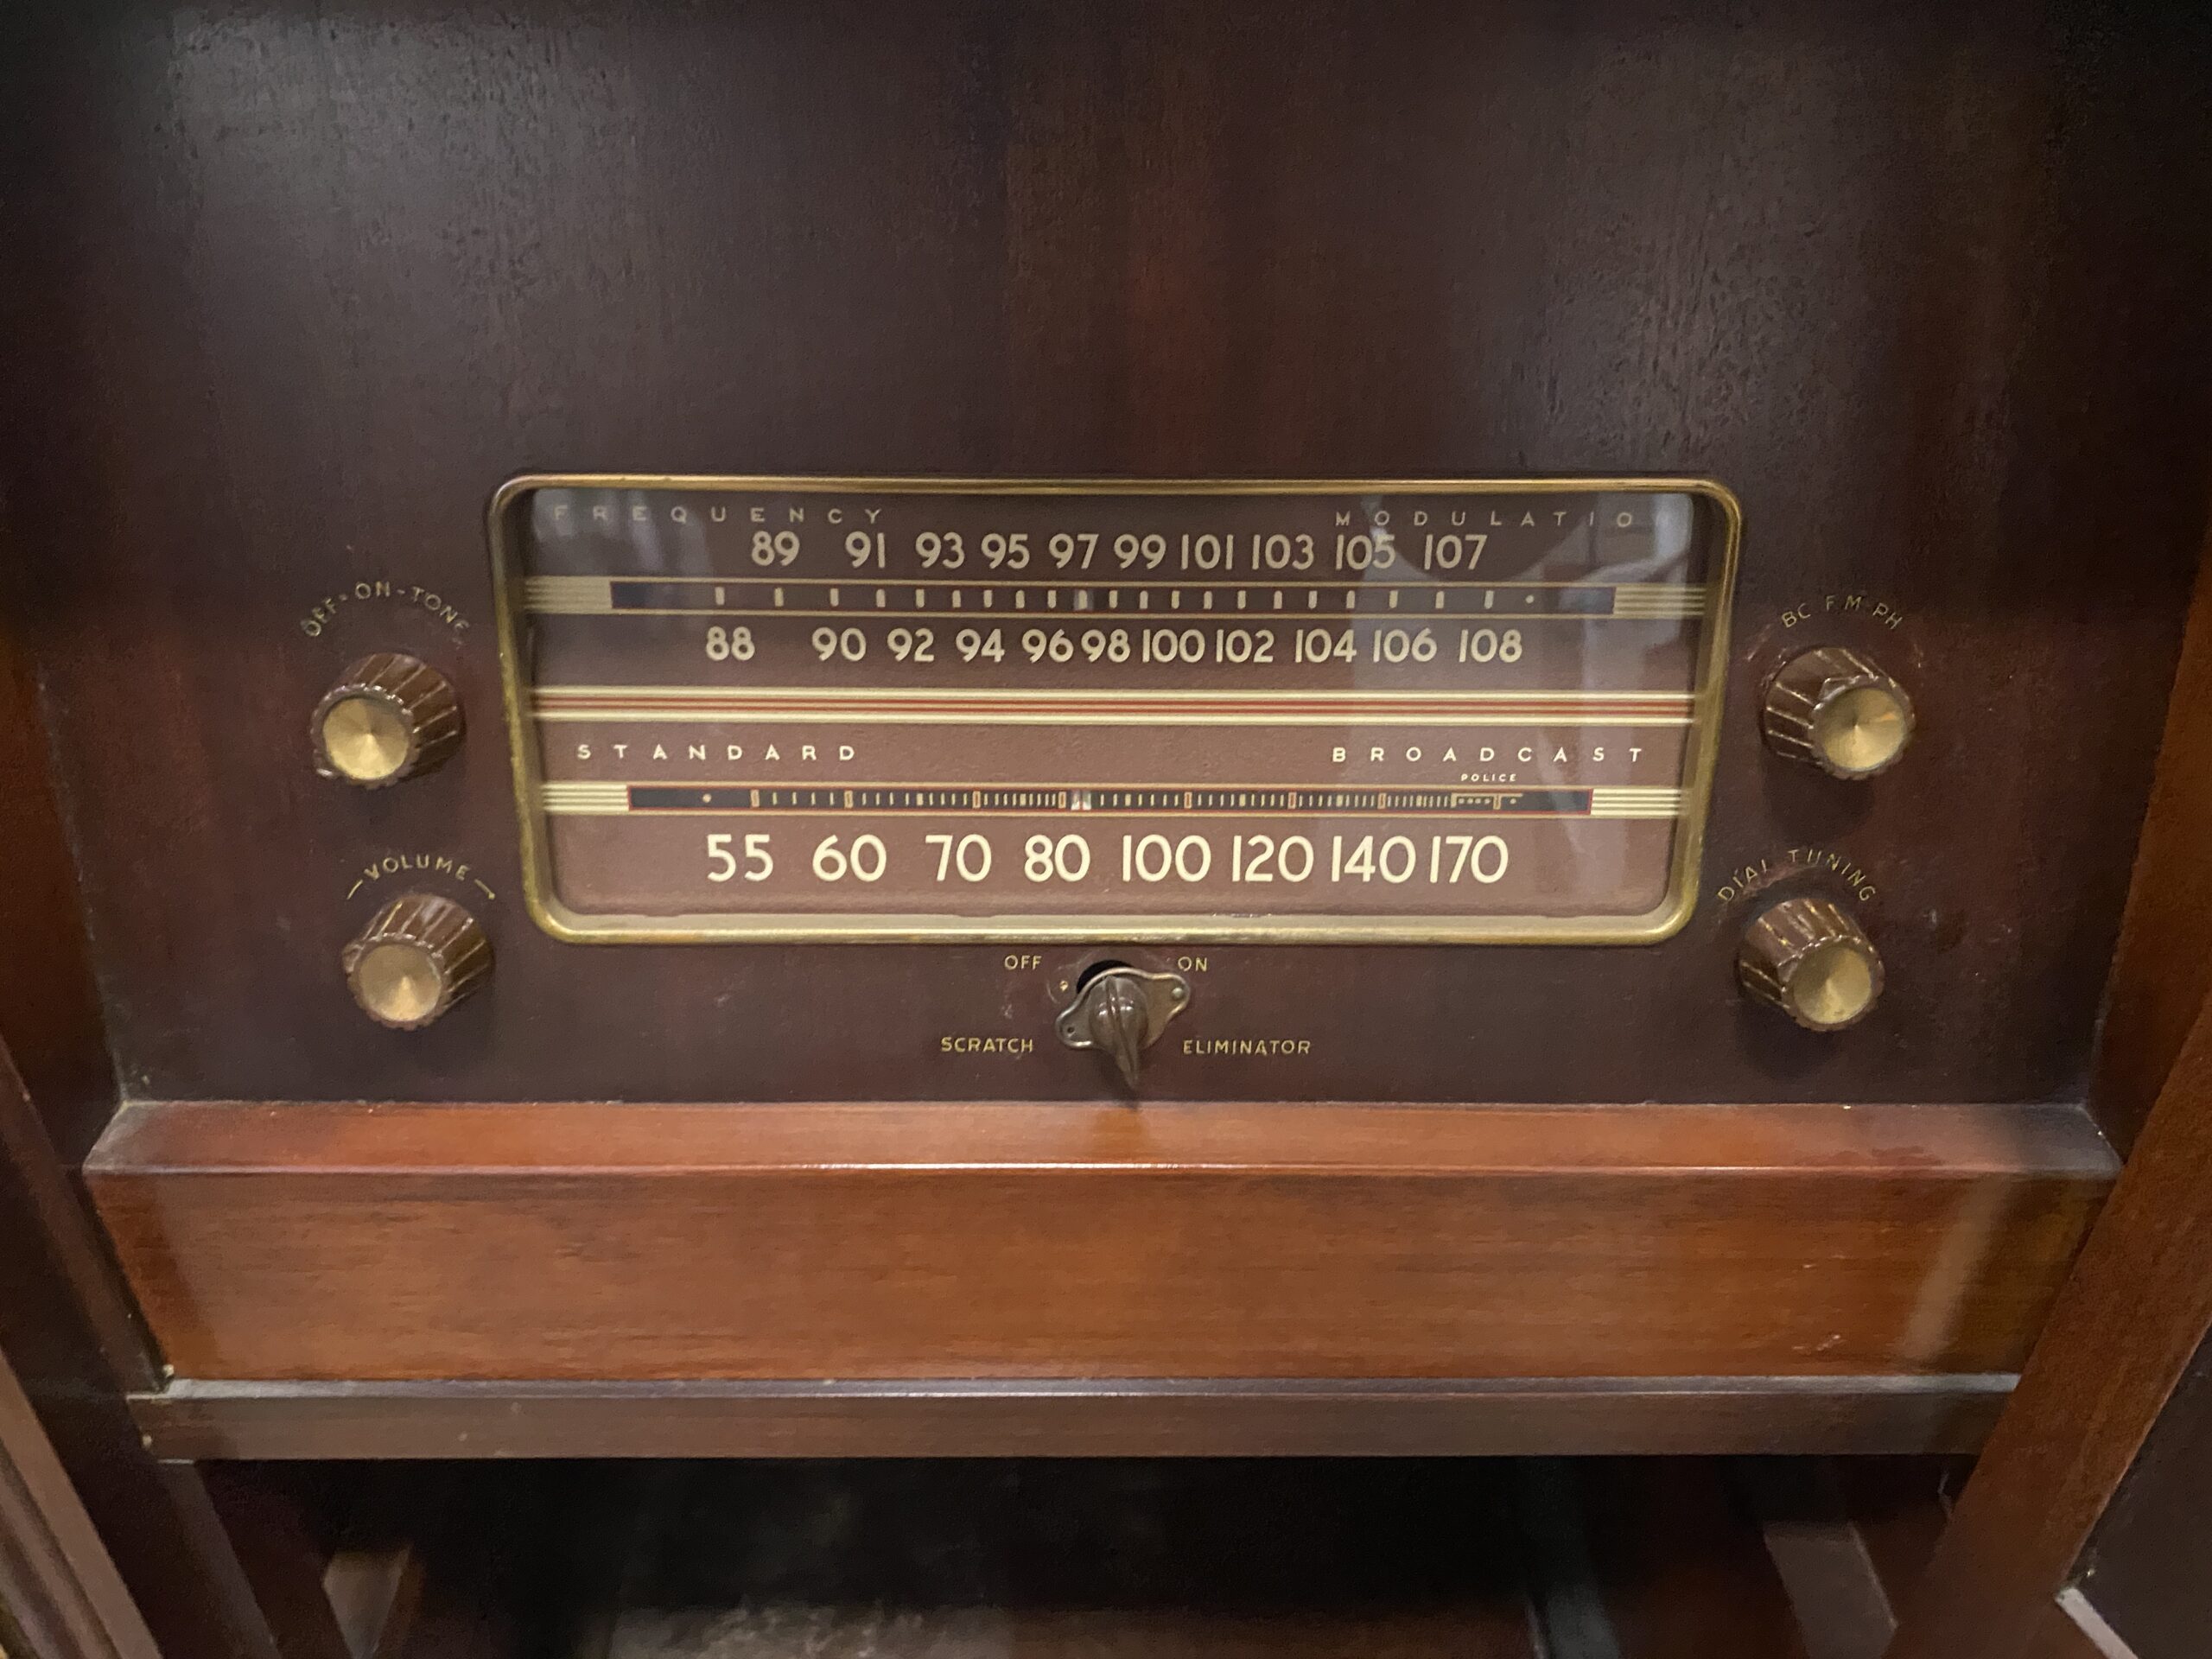 FREQUENCY MODULATIO
89 91 93 95 97 99 101 103 105 107
88 90 92 94 96 98 100 102 104 106 108
STANDARD BROADCAST
POLICE
55 60 70 80 100 120 140 170
OFF-ON-TONE
BC FM PH
VOLUME
DIAL TUNING
OFF ON
SCRATCH ELIMINATOR